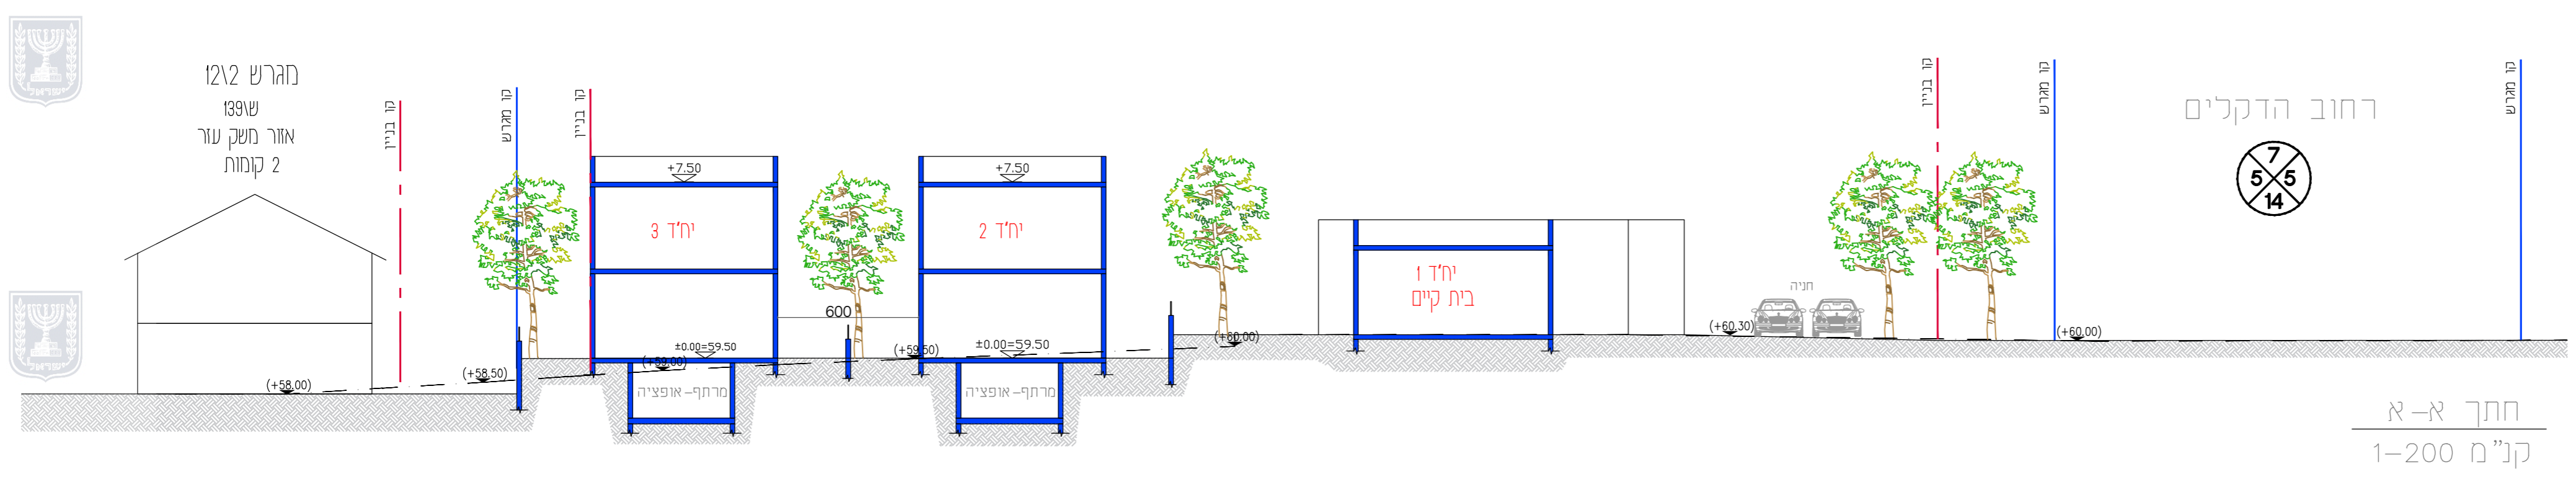 מגרש 12\2
ש\139
אזור משק עזר
2 קומות
קו בניין
קו מגרש
קו בניין
קו בניין
קו מגרש
קו מגרש
רחוב הדקלים
7
5
5
14
+7.50
+7.50
יח'ד 3
יח'ד 2
יח'ד 1
בית קיים
חניה
600
±0.00=59.50
±0.00=59.50
(+58.00)
(+58.50)
(+59.00)
(+59.50)
(+60.00)
(+60.30)
(+60.00)
מרתף-אופציה
מרתף-אופציה
חתך א-א
קנ"מ 1-200